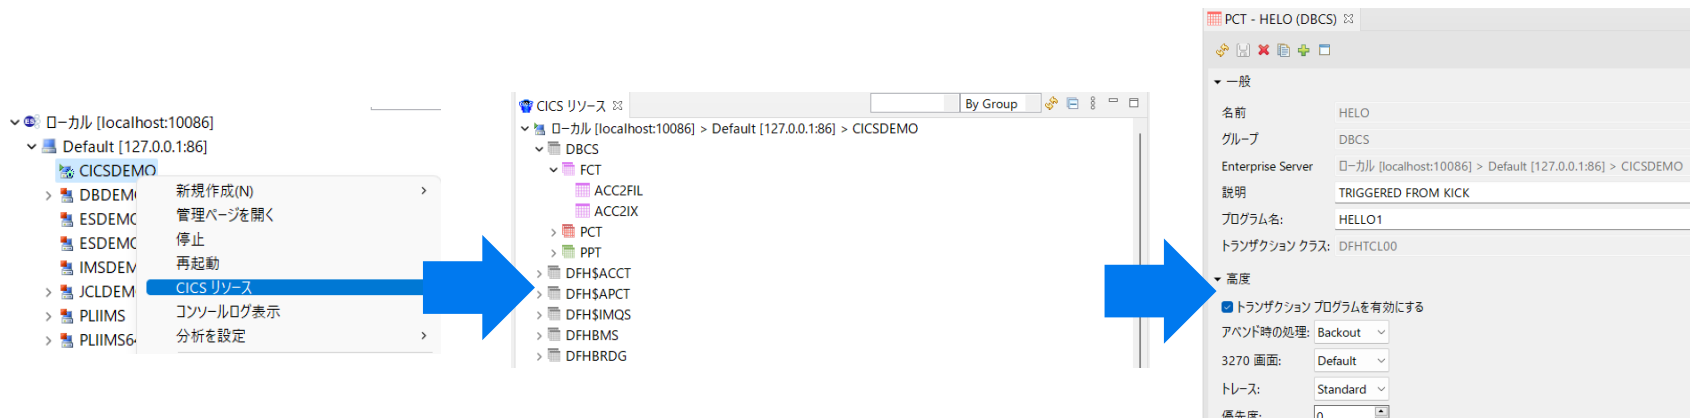 ローカル [localhost:10086]
Default [127.0.0.1:86]
CICSDEMO
DBDEM
ESDEMO
ESDEMO
IMSDEM
JCLDEM
PLIIMS
PLIIMS64
新規作成(N)
管理ページを開く
停止
再起動
CICS リソース
コンソールログ表示
分析を設定
CICS リソース
By Group
ローカル [localhost:10086] > Default [127.0.0.1:86] > CICSDEMO
DBCS
FCT
ACC2FIL
ACC2IX
PCT
PPT
DFH$ACCT
DFH$APCT
DFH$IMQS
DFHBMS
DFHBRDG
PCT - HELO (DBCS)
一般
名前 HELO
グループ DBCS
Enterprise Server ローカル [localhost:10086] > Default [127.0.0.1:86] > CICSDEMO
説明 TRIGGERED FROM KICK
プログラム名: HELLO1
トランザクション クラス: DFHTCL00
高度
トランザクション プログラムを有効にする
アベンド時の処理: Backout
3270 画面: Default
トレース: Standard
優先度: 0